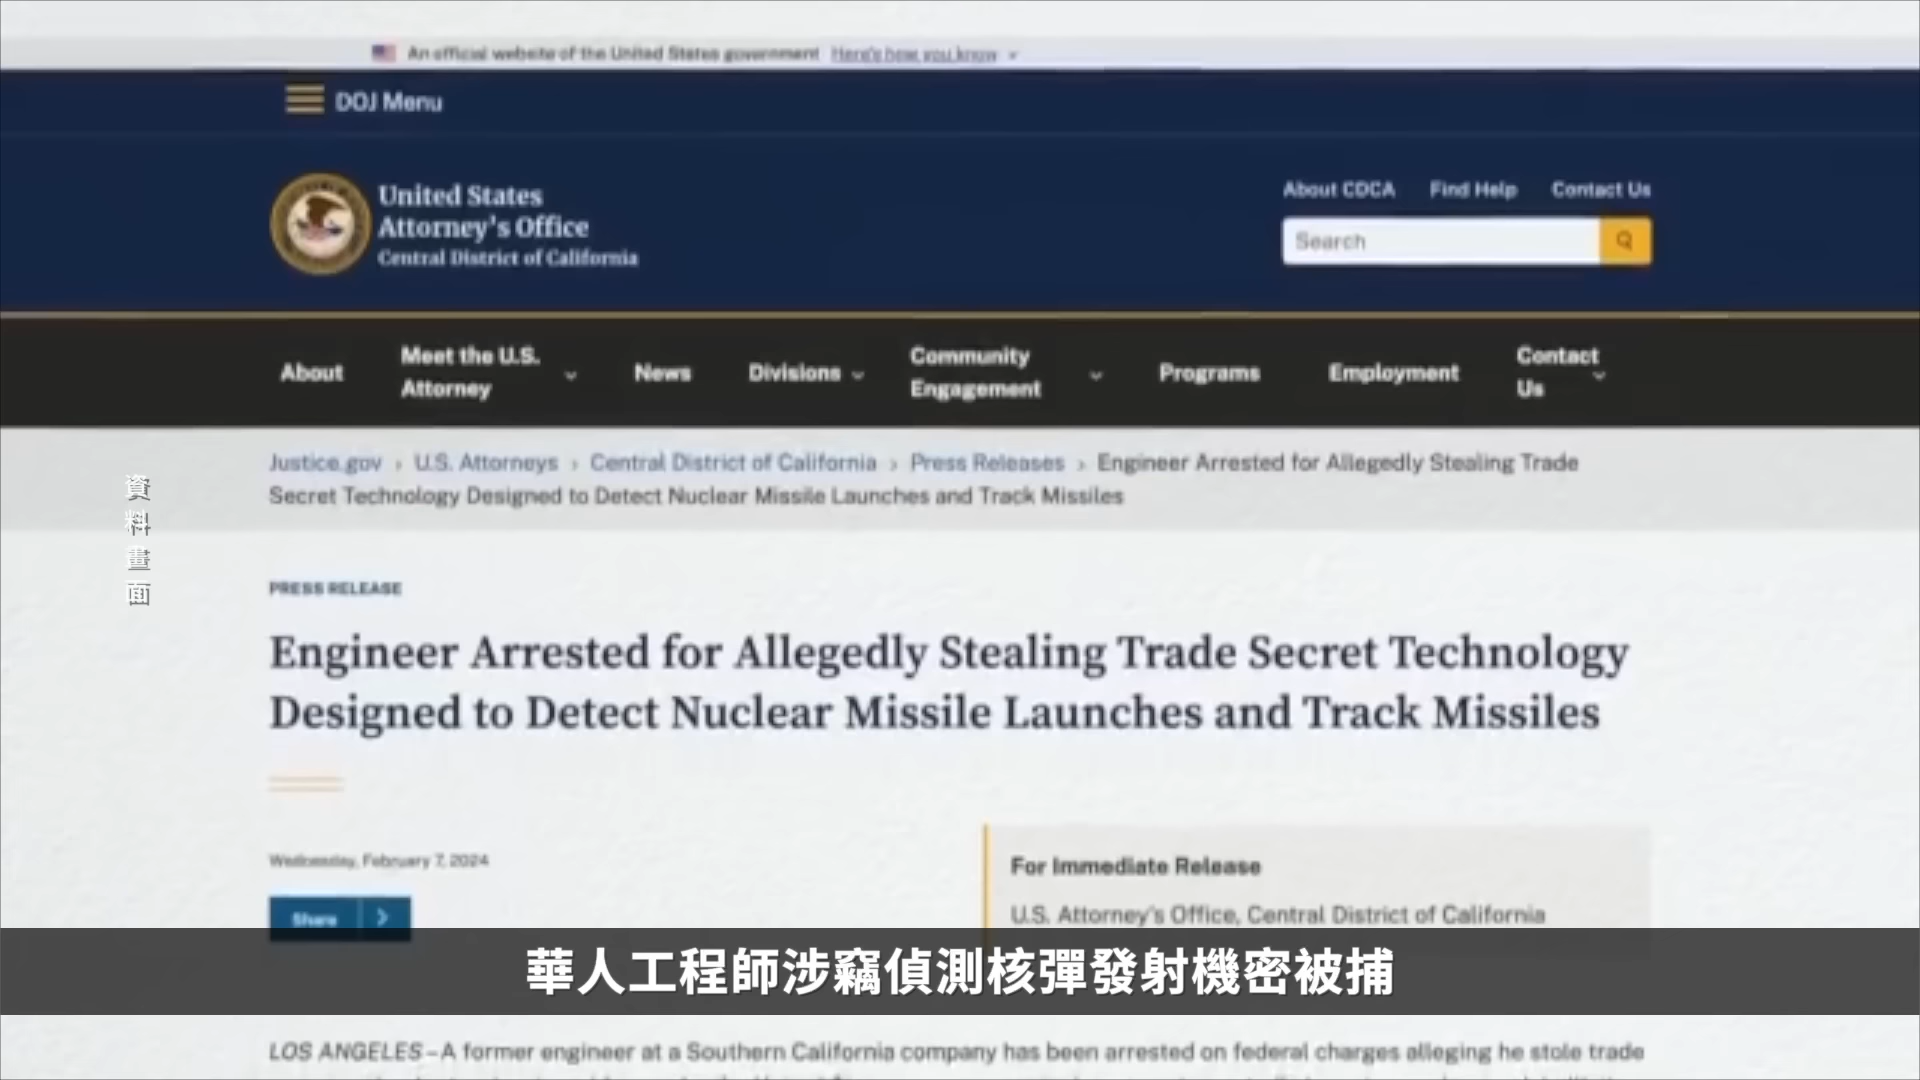 An official website of the United States government Here's how you know
DOJ Menu
United States
Attorney's Office
Central District of California
About CDCA Find Help Contact Us
Search
About
Meet the U.S.
Attorney
News
Divisions
Community
Engagement
Programs
Employment
Contact
Us
Justice.gov › U.S. Attorneys › Central District of California › Press Releases › Engineer Arrested for Allegedly Stealing Trade
Secret Technology Designed to Detect Nuclear Missile Launches and Track Missiles
資料畫面
PRESS RELEASE
Engineer Arrested for Allegedly Stealing Trade Secret Technology
Designed to Detect Nuclear Missile Launches and Track Missiles
Wednesday, February 7, 2024
Share
For Immediate Release
U.S. Attorney's Office, Central District of California
華人工程師涉竊偵測核彈發射機密被捕
LOS ANGELES – A former engineer at a Southern California company has been arrested on federal charges alleging he stole trade